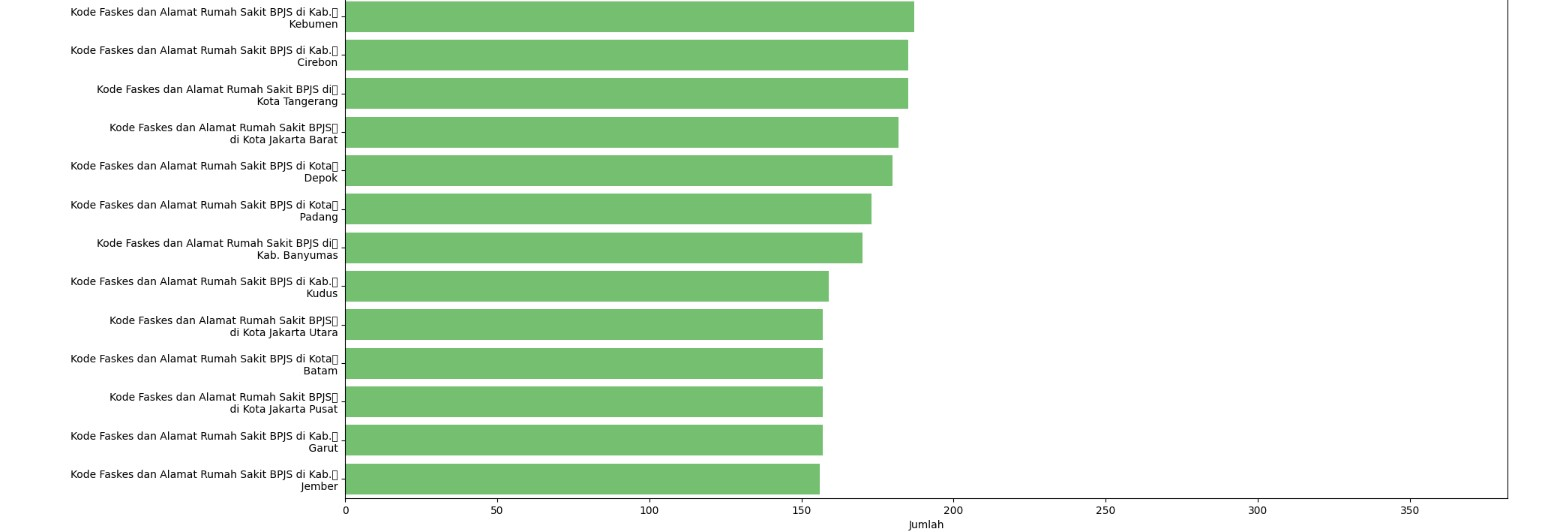 Kode Faskes dan Alamat Rumah Sakit BPJS di Kab.
Kebumen
Kode Faskes dan Alamat Rumah Sakit BPJS di Kab.
Cirebon
Kode Faskes dan Alamat Rumah Sakit BPJS di
Kota Tangerang
Kode Faskes dan Alamat Rumah Sakit BPJS
di Kota Jakarta Barat
Kode Faskes dan Alamat Rumah Sakit BPJS di Kota
Depok
Kode Faskes dan Alamat Rumah Sakit BPJS di Kota
Padang
Kode Faskes dan Alamat Rumah Sakit BPJS di
Kab. Banyumas
Kode Faskes dan Alamat Rumah Sakit BPJS di Kab.
Kudus
Kode Faskes dan Alamat Rumah Sakit BPJS
di Kota Jakarta Utara
Kode Faskes dan Alamat Rumah Sakit BPJS di Kota
Batam
Kode Faskes dan Alamat Rumah Sakit BPJS
di Kota Jakarta Pusat
Kode Faskes dan Alamat Rumah Sakit BPJS di Kab.
Garut
Kode Faskes dan Alamat Rumah Sakit BPJS di Kab.
Jember
0 50 100 150 200 250 300 350
Jumlah